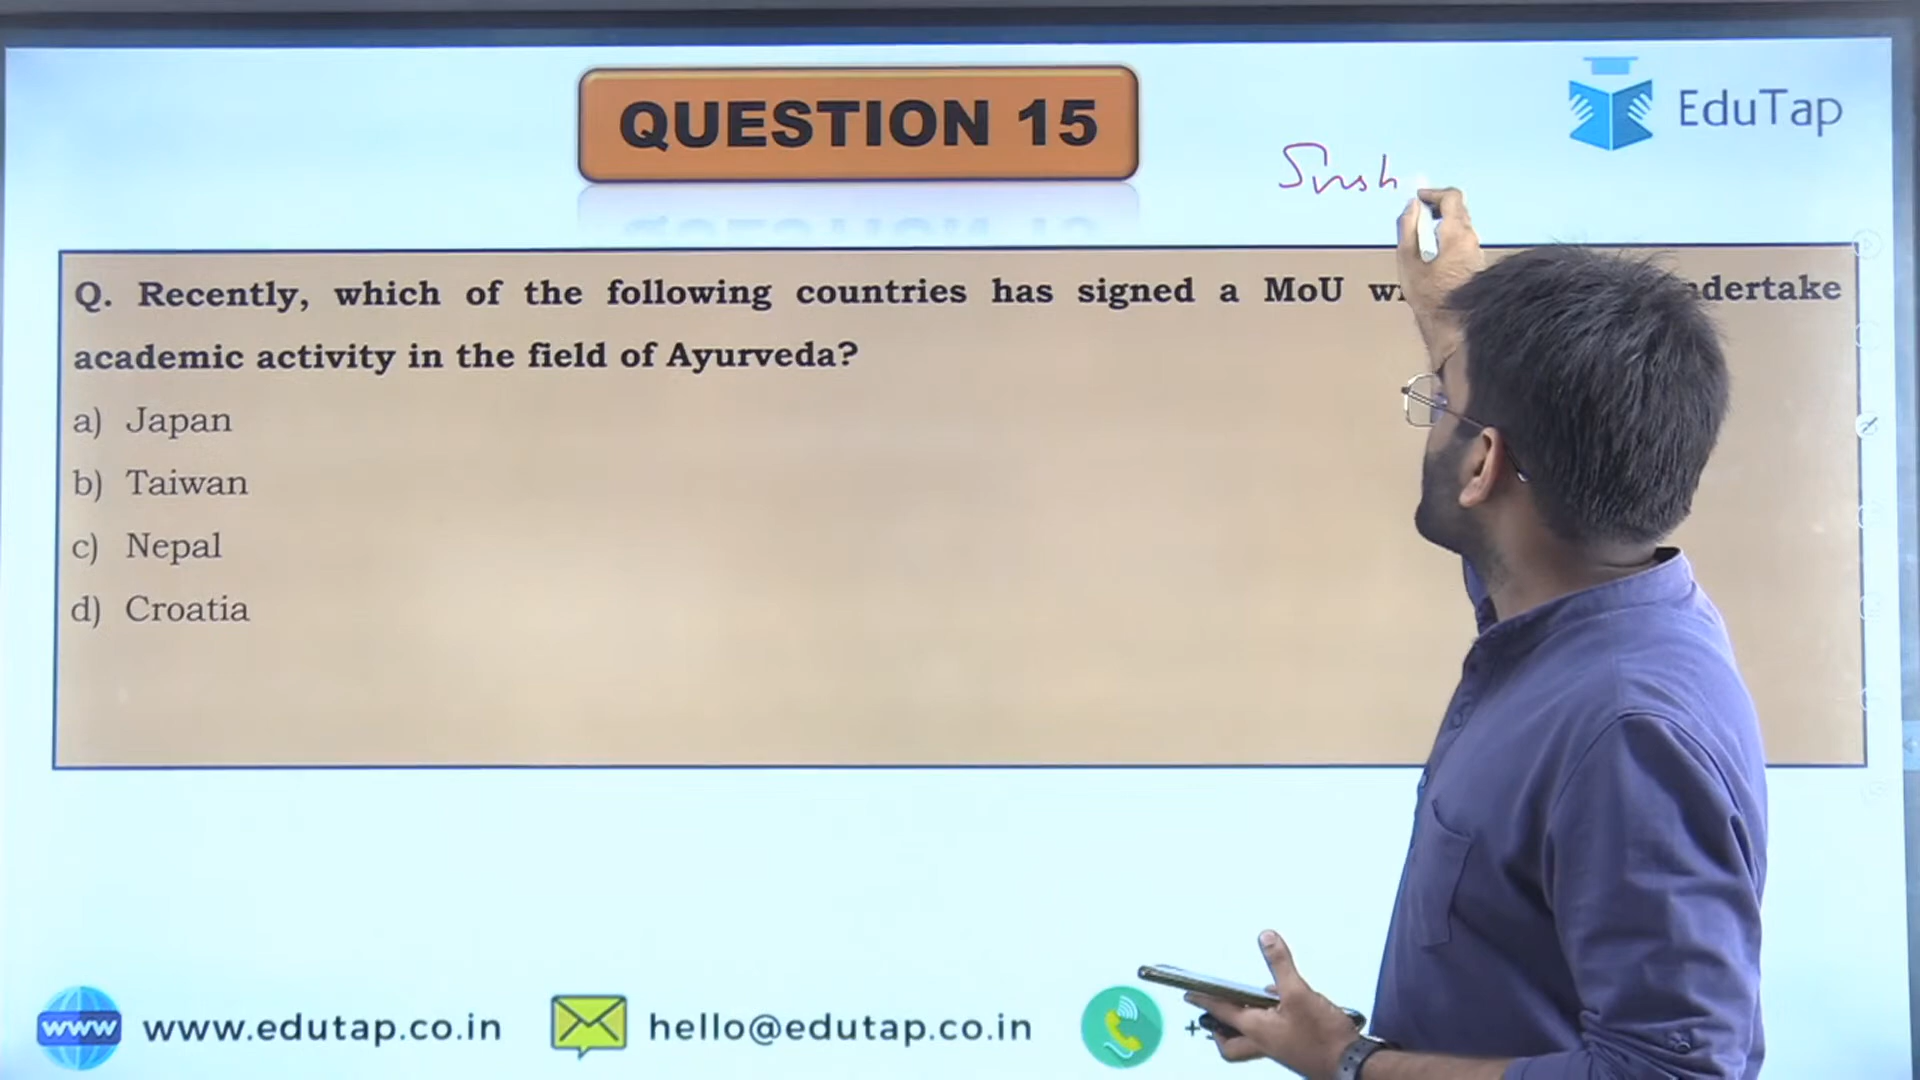 QUESTION 15
EduTap
Sush
Q. Recently, which of the following countries has signed a MoU dertake
academic activity in the field of Ayurveda?
a) Japan
b) Taiwan
c) Nepal
d) Croatia
www www.edutap.co.in hello@edutap.co.in +